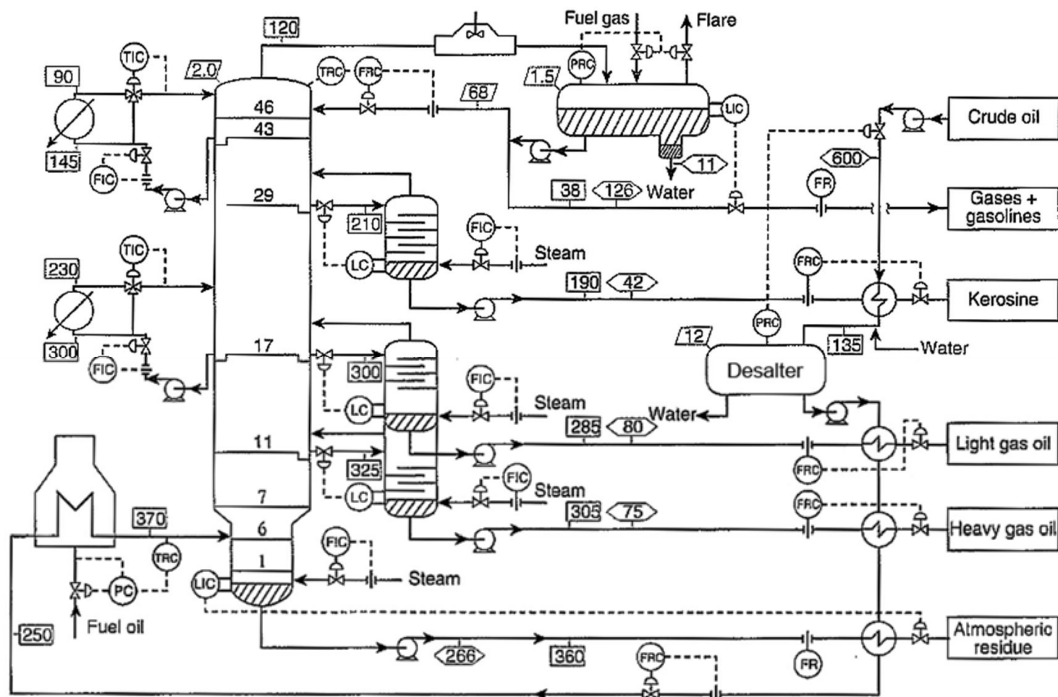 120
Fuel gas
Flare
TIC
90
2.0
TRC
FRC
PRC
1.5
68
LIC
46
43
145
FIC
Crude oil
600
11
Water
38
126
FR
Gases +
gasolines
29
210
FIC
LC
Steam
TIC
230
190
42
FRC
Kerosine
300
FIC
17
300
PRC
12
135
Water
Desalter
FIC
LC
Steam
Water
285
80
Light gas oil
FRC
11
325
FIC
LC
Steam
305
75
FRC
Heavy gas oil
7
370
6
TRC
FIC
1
LIC
Steam
PC
Fuel oil
250
266
360
FR
Atmospheric
residue
FRC